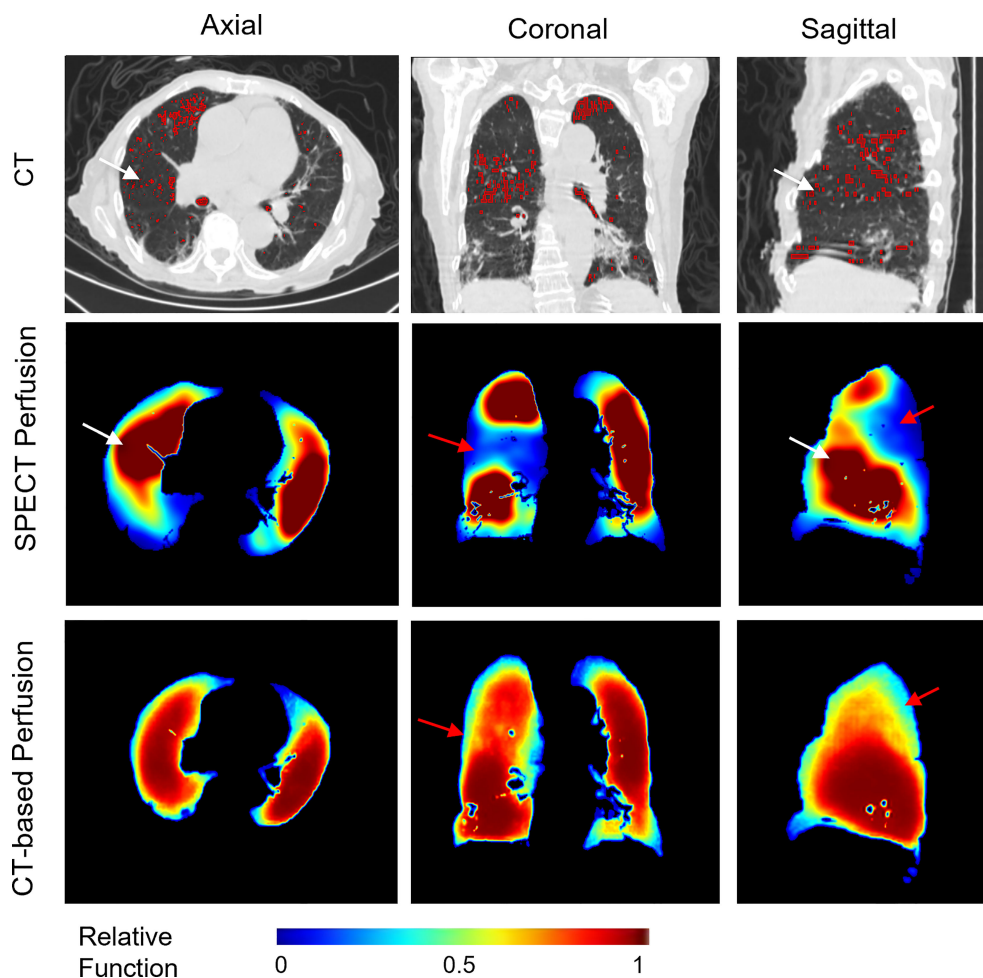 Axial
Coronal
Sagittal
CT
SPECT Perfusion
CT-based Perfusion
Relative
Function
0
0.5
1